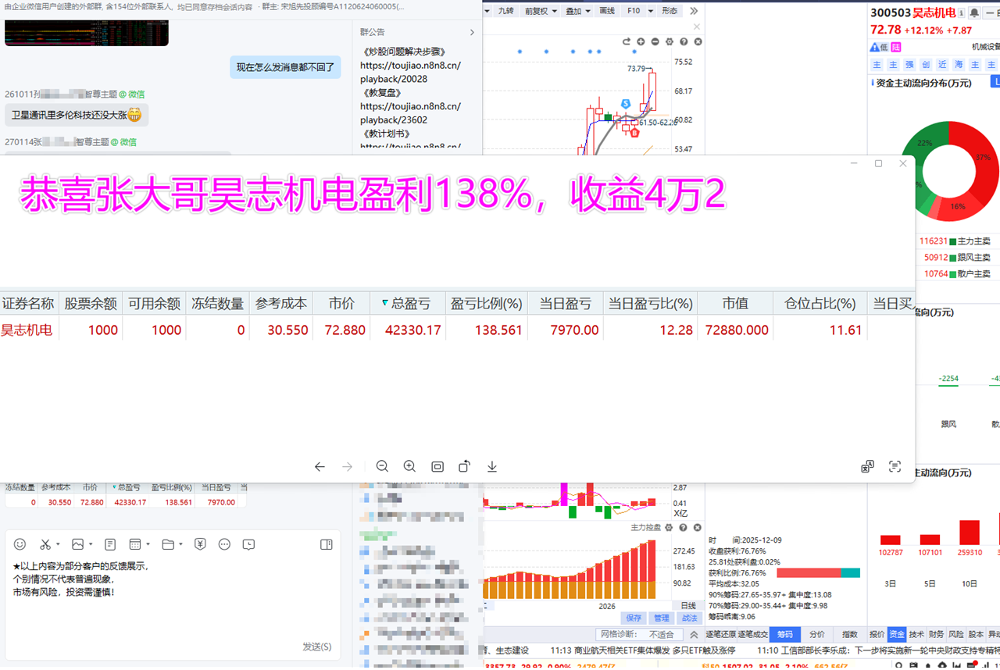 由企业微信用户创建的外部群, 含154位外部联系人, 均已同意存档会话内容 · 群主: 宋旭先投顾编号A1120624060005(...
现在怎么发消息都不回了
261011孙
智尊主题 @ 微信
卫星通讯里多伦科技还没大张
270114张
智尊主题 @ 微信
群公告
《炒股问题解决步骤》
https://toujiao.n8n8.cn/
playback/20028
《教复盘》
https://toujiao.n8n8.cn/
playback/23602
《教计划书》
https://toujiao.n8n8.cn/
九转 前复权 叠加 画线 F10 形态
75.52
73.79
68.17
61.50-62.26
60.82
53.47
300503 昊志机电
72.78 +12.12% +7.87
低 陆 机械设备
主 主 强 创 近 海 主 主
资金主动流向分布(万元)
22%
37%
16%
116231 主力主卖
50912 跟风主卖
10764 散户主卖
流向(万元)
-2254
跟风
主动流向(万元)
恭喜张大哥昊志机电盈利138%，收益4万2
证券名称 股票余额 可用余额 冻结数量 参考成本 市价 总盈亏 盈亏比例(%) 当日盈亏 当日盈亏比(%) 市值 仓位占比(%) 当日买
昊志机电 1000 1000 0 30.550 72.880 42330.17 138.561 7970.00 12.28 72880.000 11.61
冻结数量 参考成本 市价 总盈亏 盈亏比例(%) 当日盈亏 当
0 30.550 72.880 42330.17 138.561 7970.00
★以上内容为部分客户的反馈展示，
个别情况不代表普遍现象，
市场有风险，投资需谨慎！
发送(S)
2.87
0.41
X亿
主力控盘
272.45
181.63
90.82
2026 日线
保存 管理 战法
网格诊断： 不适合
时 间:2025-12-09
收盘获利:76.76%
25.81处获利盘:0.02%
获利比例:76.76%
平均成本:32.05
90%筹码:27.65-35.97+ 集中度:13.08
70%筹码:29.00-35.44+ 集中度:9.98
筹码乖离:9.06
102787 107101 259310
3日 5日 10日
逐笔还原 逐笔成交 筹码 分价 指数 报价 资金 技术 财务 风险 股本 异动
、生态建设 11:13 商业航天相关ETF集体爆发 多只ETF触及涨停 11:10 工信部部长李乐成：下一步将实施新一轮中央财政支持专精特